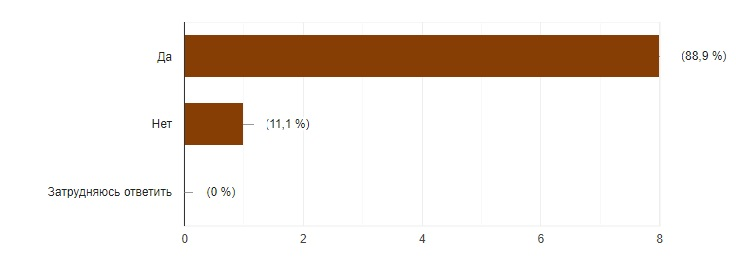 Да (88,9 %)
Нет (11,1 %)
Затрудняюсь ответить (0 %)
0 2 4 6 8